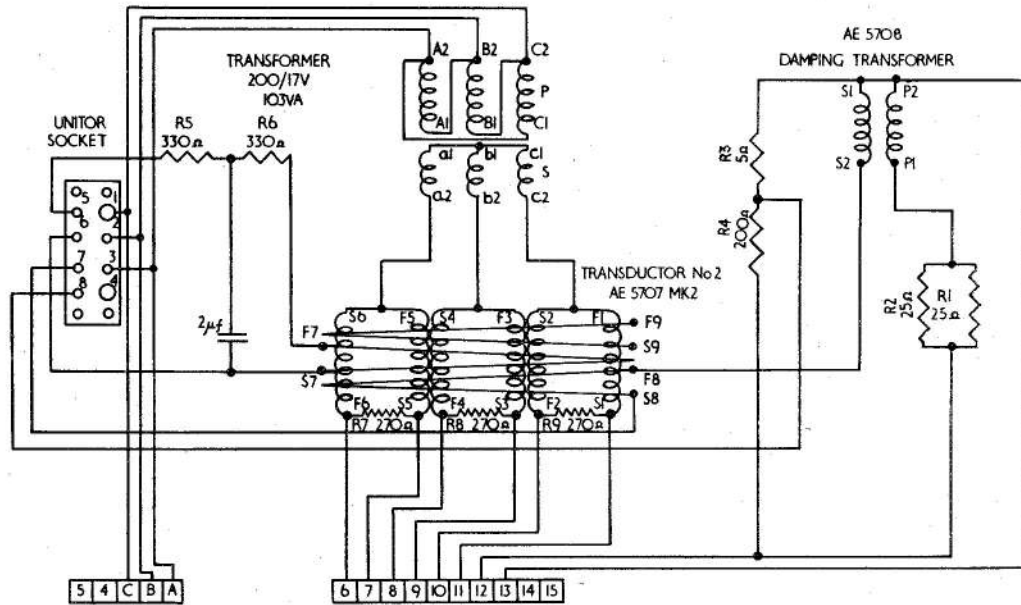 AE 5708
DAMPING TRANSFORMER
TRANSFORMER
200/17V
103VA
A2
B2
C2
P
A1
B1
C1
a1
b1
c1
S
a2
b2
c2
UNITOR
SOCKET
R5
330Ω
R6
330Ω
5
1
6
2
7
3
8
4
2μf
S1
P2
S2
P1
R3
5Ω
R4
200Ω
R2
25Ω
R1
25Ω
TRANSDUCTOR No 2
AE 5707 MK2
S6
F5
S4
F3
S2
F1
F7
F9
S9
S7
F8
S8
F6
S5
F4
S3
F2
S1
R7 270Ω
R8 270Ω
R9 270Ω
5 4 C B A
6 7 8 9 10 11 12 13 14 15